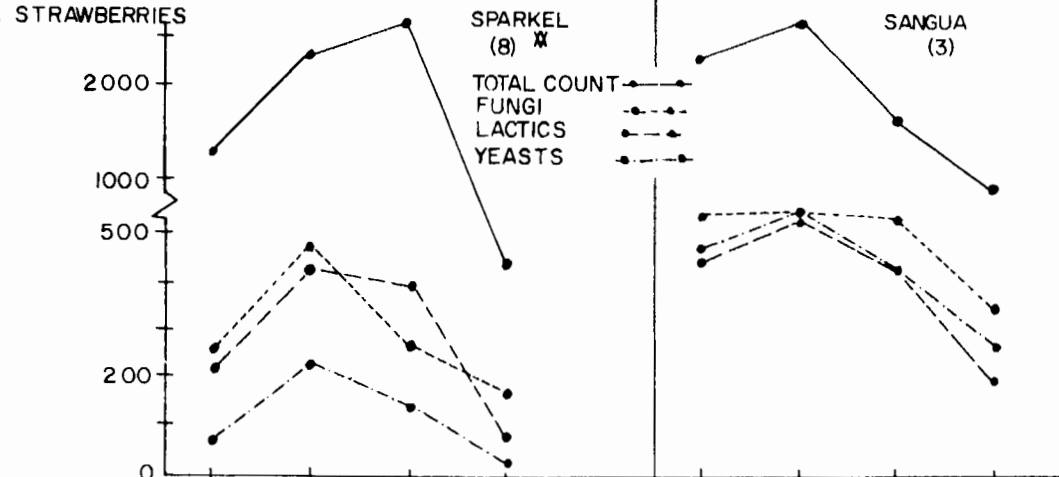 STRAWBERRIES
SPARKEL
(8)
SANGUA
(3)
TOTAL COUNT
FUNGI
LACTICS
YEASTS
2000
1000
500
200
0